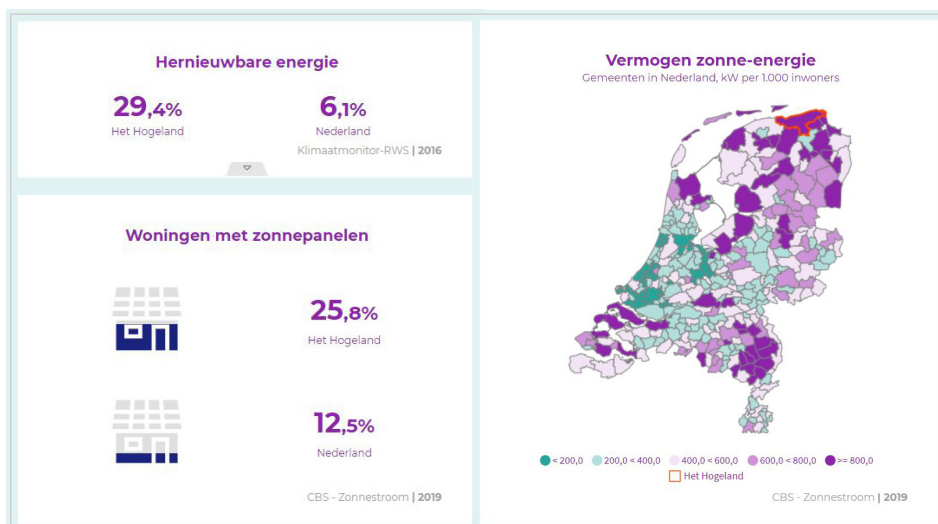 Hernieuwbare energie
29,4%
Het Hogeland
6,1%
Nederland
Klimaatmonitor-RWS | 2016
Woningen met zonnepanelen
25,8%
Het Hogeland
12,5%
Nederland
CBS - Zonnestroom | 2019
Vermogen zonne-energie
Gemeenten in Nederland, kW per 1.000 inwoners
< 200,0 200,0 < 400,0 400,0 < 600,0 600,0 < 800,0 >= 800,0
Het Hogeland
CBS - Zonnestroom | 2019